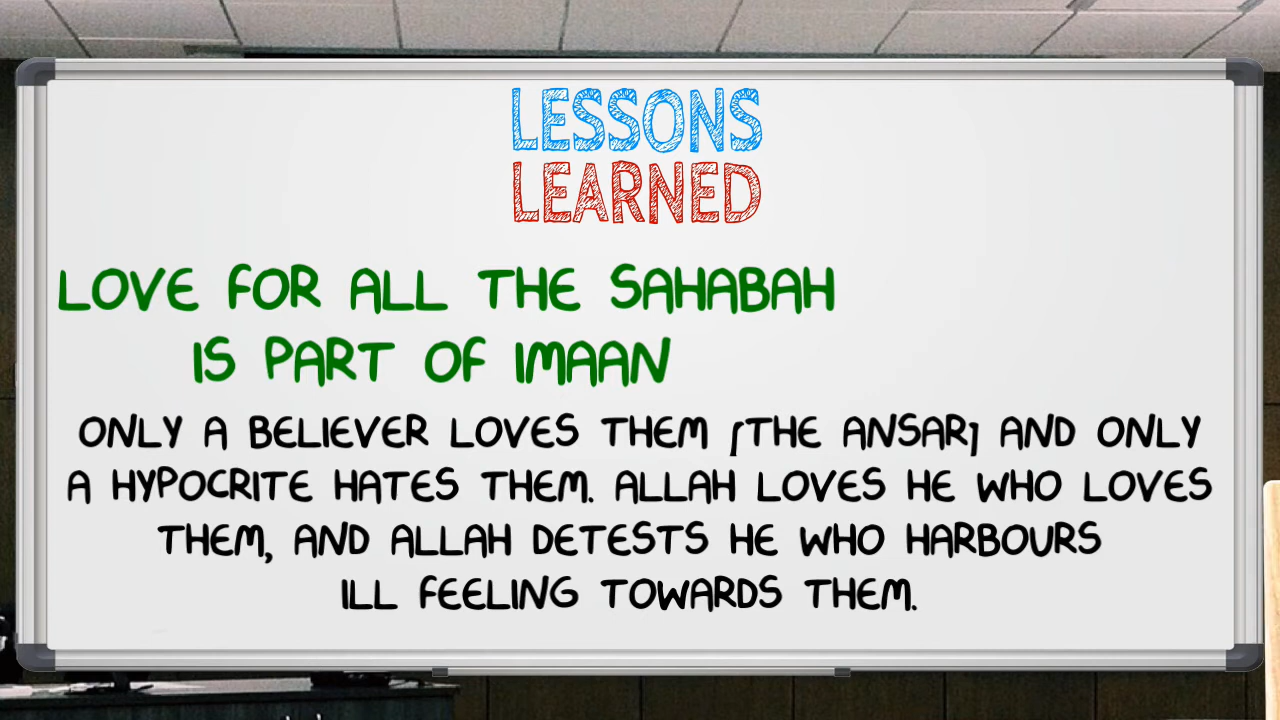 LESSONS
LEARNED
LOVE FOR ALL THE SAHABAH
IS PART OF IMAAN
ONLY A BELIEVER LOVES THEM [THE ANSAR] AND ONLY
A HYPOCRITE HATES THEM. ALLAH LOVES HE WHO LOVES
THEM, AND ALLAH DETESTS HE WHO HARBOURS
ILL FEELING TOWARDS THEM.